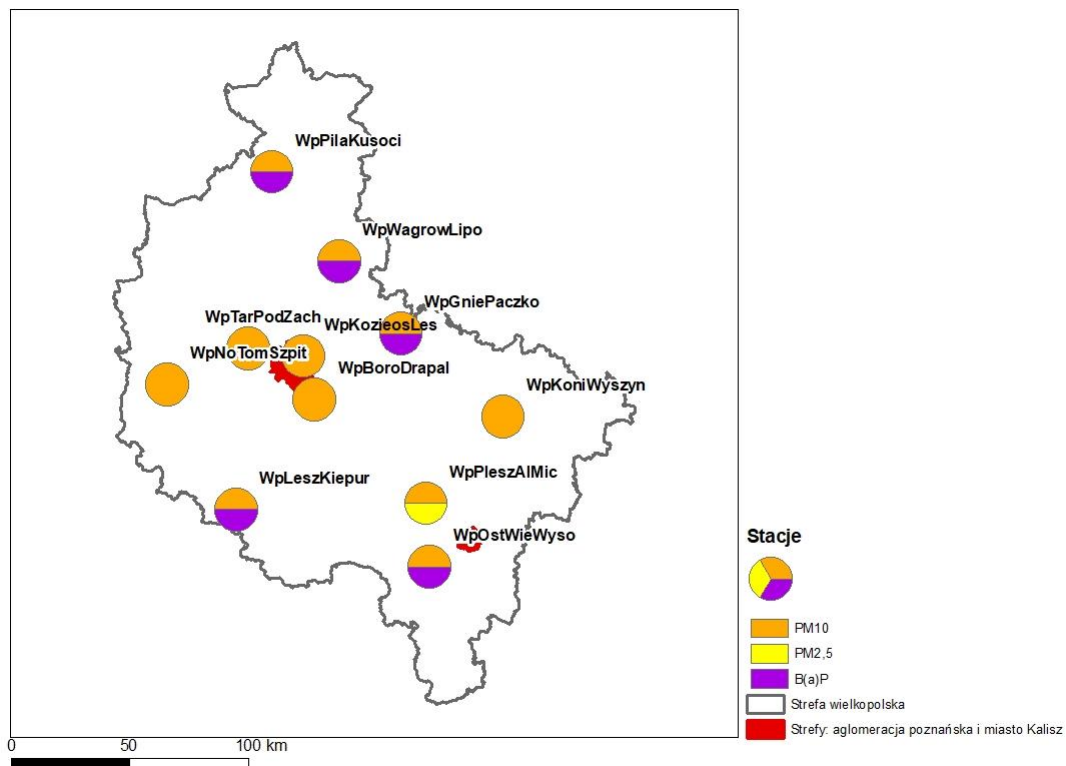 WpPilaKusoci
WpWagrowLipo
WpGniePaczko
WpTarPodZach
WpKozieosLes
WpNoTomSzpit
WpBoroDrapal
WpKoniWyszyn
WpLeszKiepur
WpPleszAlMic
WpOstWieWyso
Stacje
PM10
PM2,5
B(a)P
Strefa wielkopolska
Strefy: aglomeracja poznańska i miasto Kalisz
0 50 100 km